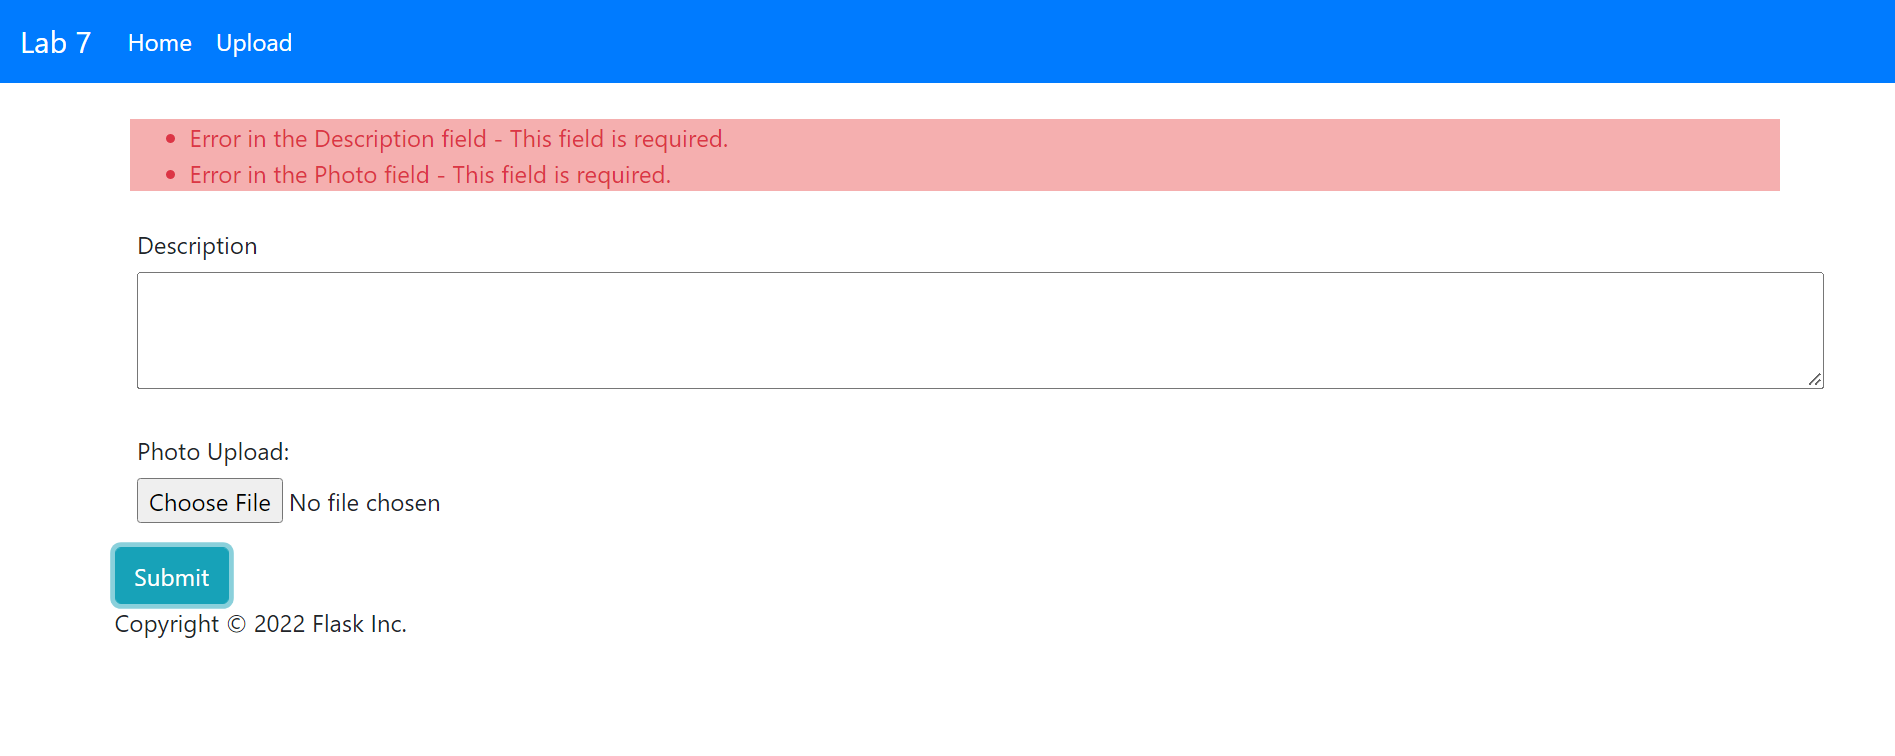 Lab 7 Home Upload
Error in the Description field - This field is required.
Error in the Photo field - This field is required.
Description
Photo Upload:
Choose File No file chosen
Submit
Copyright © 2022 Flask Inc.